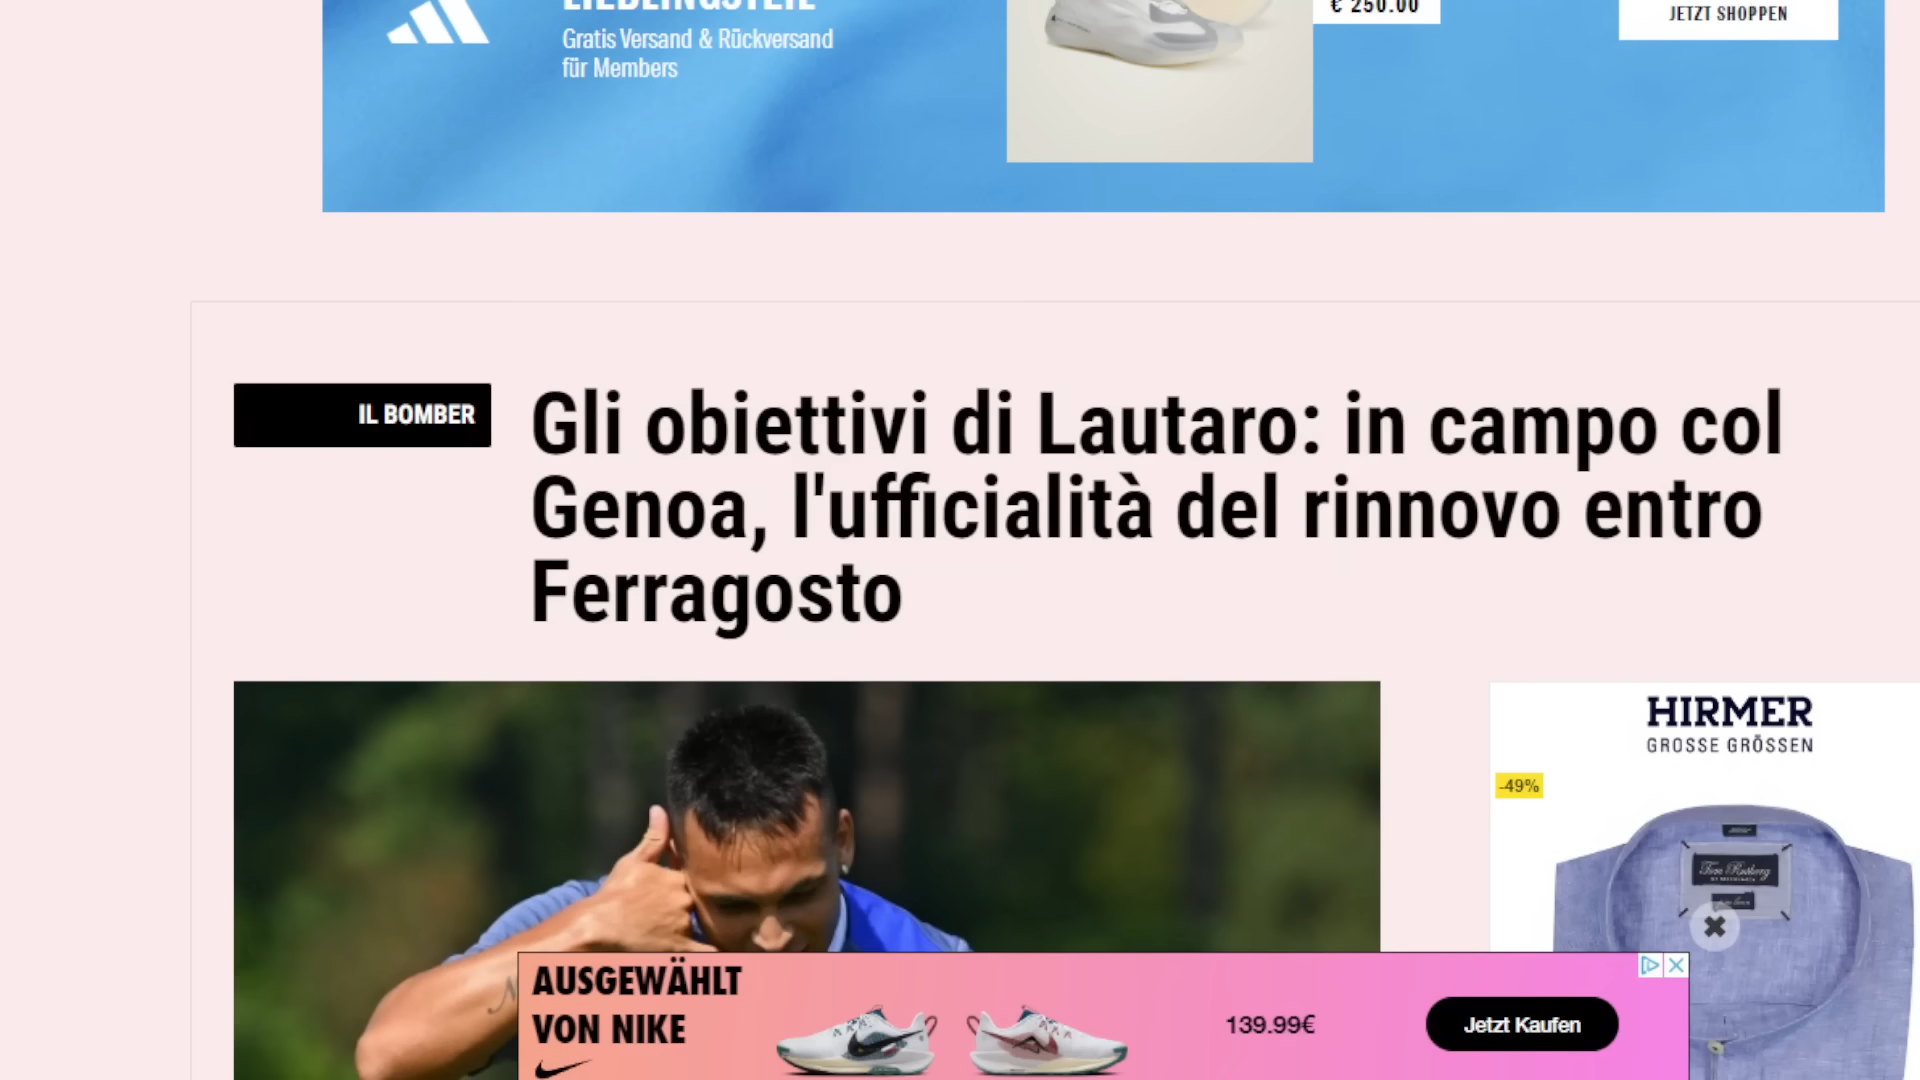 LIEBLINGSTEIL
Gratis Versand & Rückversand
für Members
€ 250.00
JETZT SHOPPEN
IL BOMBER
Gli obiettivi di Lautaro: in campo col
Genoa, l'ufficialità del rinnovo entro
Ferragosto
HIRMER
GROSSE GRÖSSEN
-49%
AUSGEWÄHLT
VON NIKE
139.99€
Jetzt Kaufen